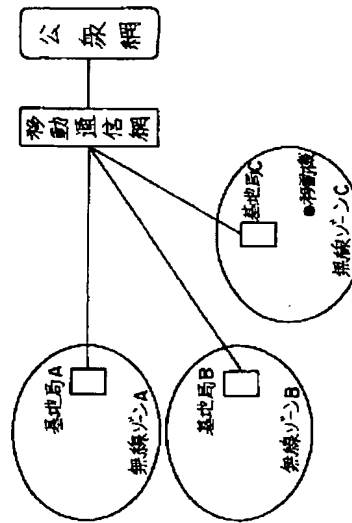 公衆網
移動通信網
基地局A
無線ゾーンA
基地局B
無線ゾーンB
基地局C
移動機
無線ゾーンC